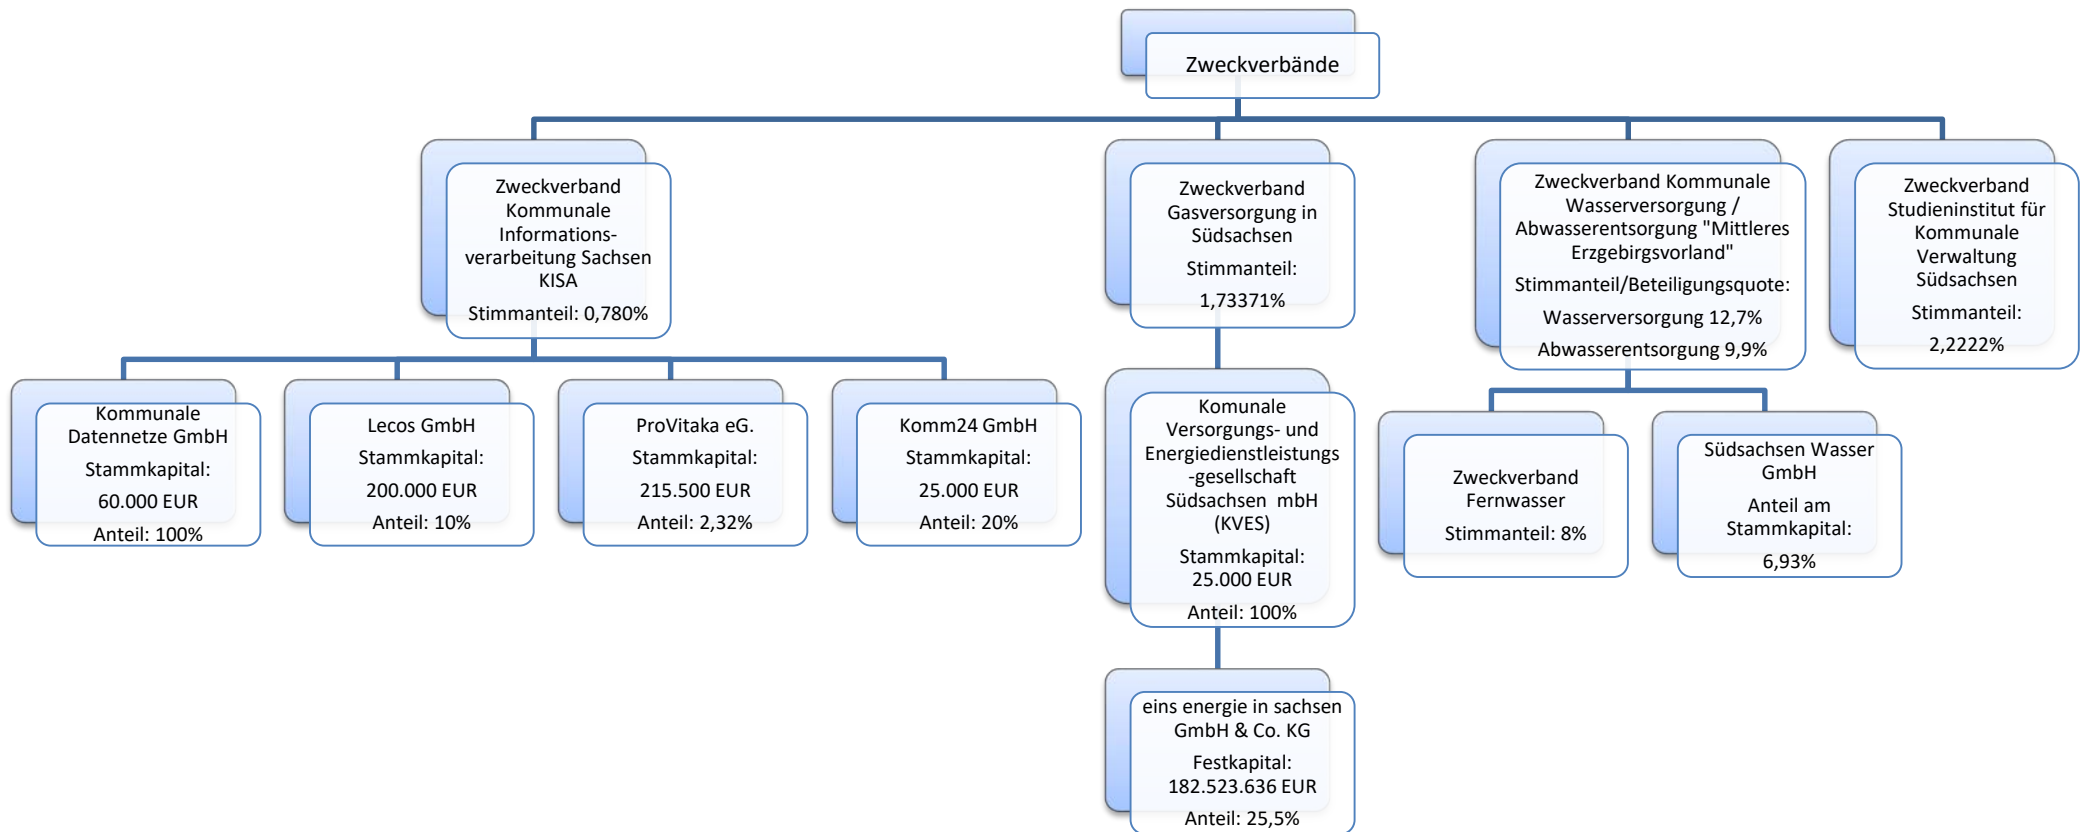 Zweckverbände
Zweckverband
Kommunale
Informations-
verarbeitung Sachsen
KISA
Stimmanteil: 0,780%
Zweckverband
Gasversorgung in
Südsachsen
Stimmanteil:
1,73371%
Zweckverband Kommunale
Wasserversorgung /
Abwasserentsorgung "Mittleres
Erzgebirgsvorland"
Stimmanteil/Beteiligungsquote:
Wasserversorgung 12,7%
Abwasserentsorgung 9,9%
Zweckverband
Studieninstitut für
Kommunale
Verwaltung
Südsachsen
Stimmanteil:
2,2222%
Kommunale
Datennetze GmbH
Stammkapital:
60.000 EUR
Anteil: 100%
Lecos GmbH
Stammkapital:
200.000 EUR
Anteil: 10%
ProVitaka eG.
Stammkapital:
215.500 EUR
Anteil: 2,32%
Komm24 GmbH
Stammkapital:
25.000 EUR
Anteil: 20%
Komunale
Versorgungs- und
Energiedienstleistungs
-gesellschaft
Südsachsen mbH
(KVES)
Stammkapital:
25.000 EUR
Anteil: 100%
Zweckverband
Fernwasser
Stimmanteil: 8%
Südsachsen Wasser
GmbH
Anteil am
Stammkapital:
6,93%
eins energie in sachsen
GmbH & Co. KG
Festkapital:
182.523.636 EUR
Anteil: 25,5%